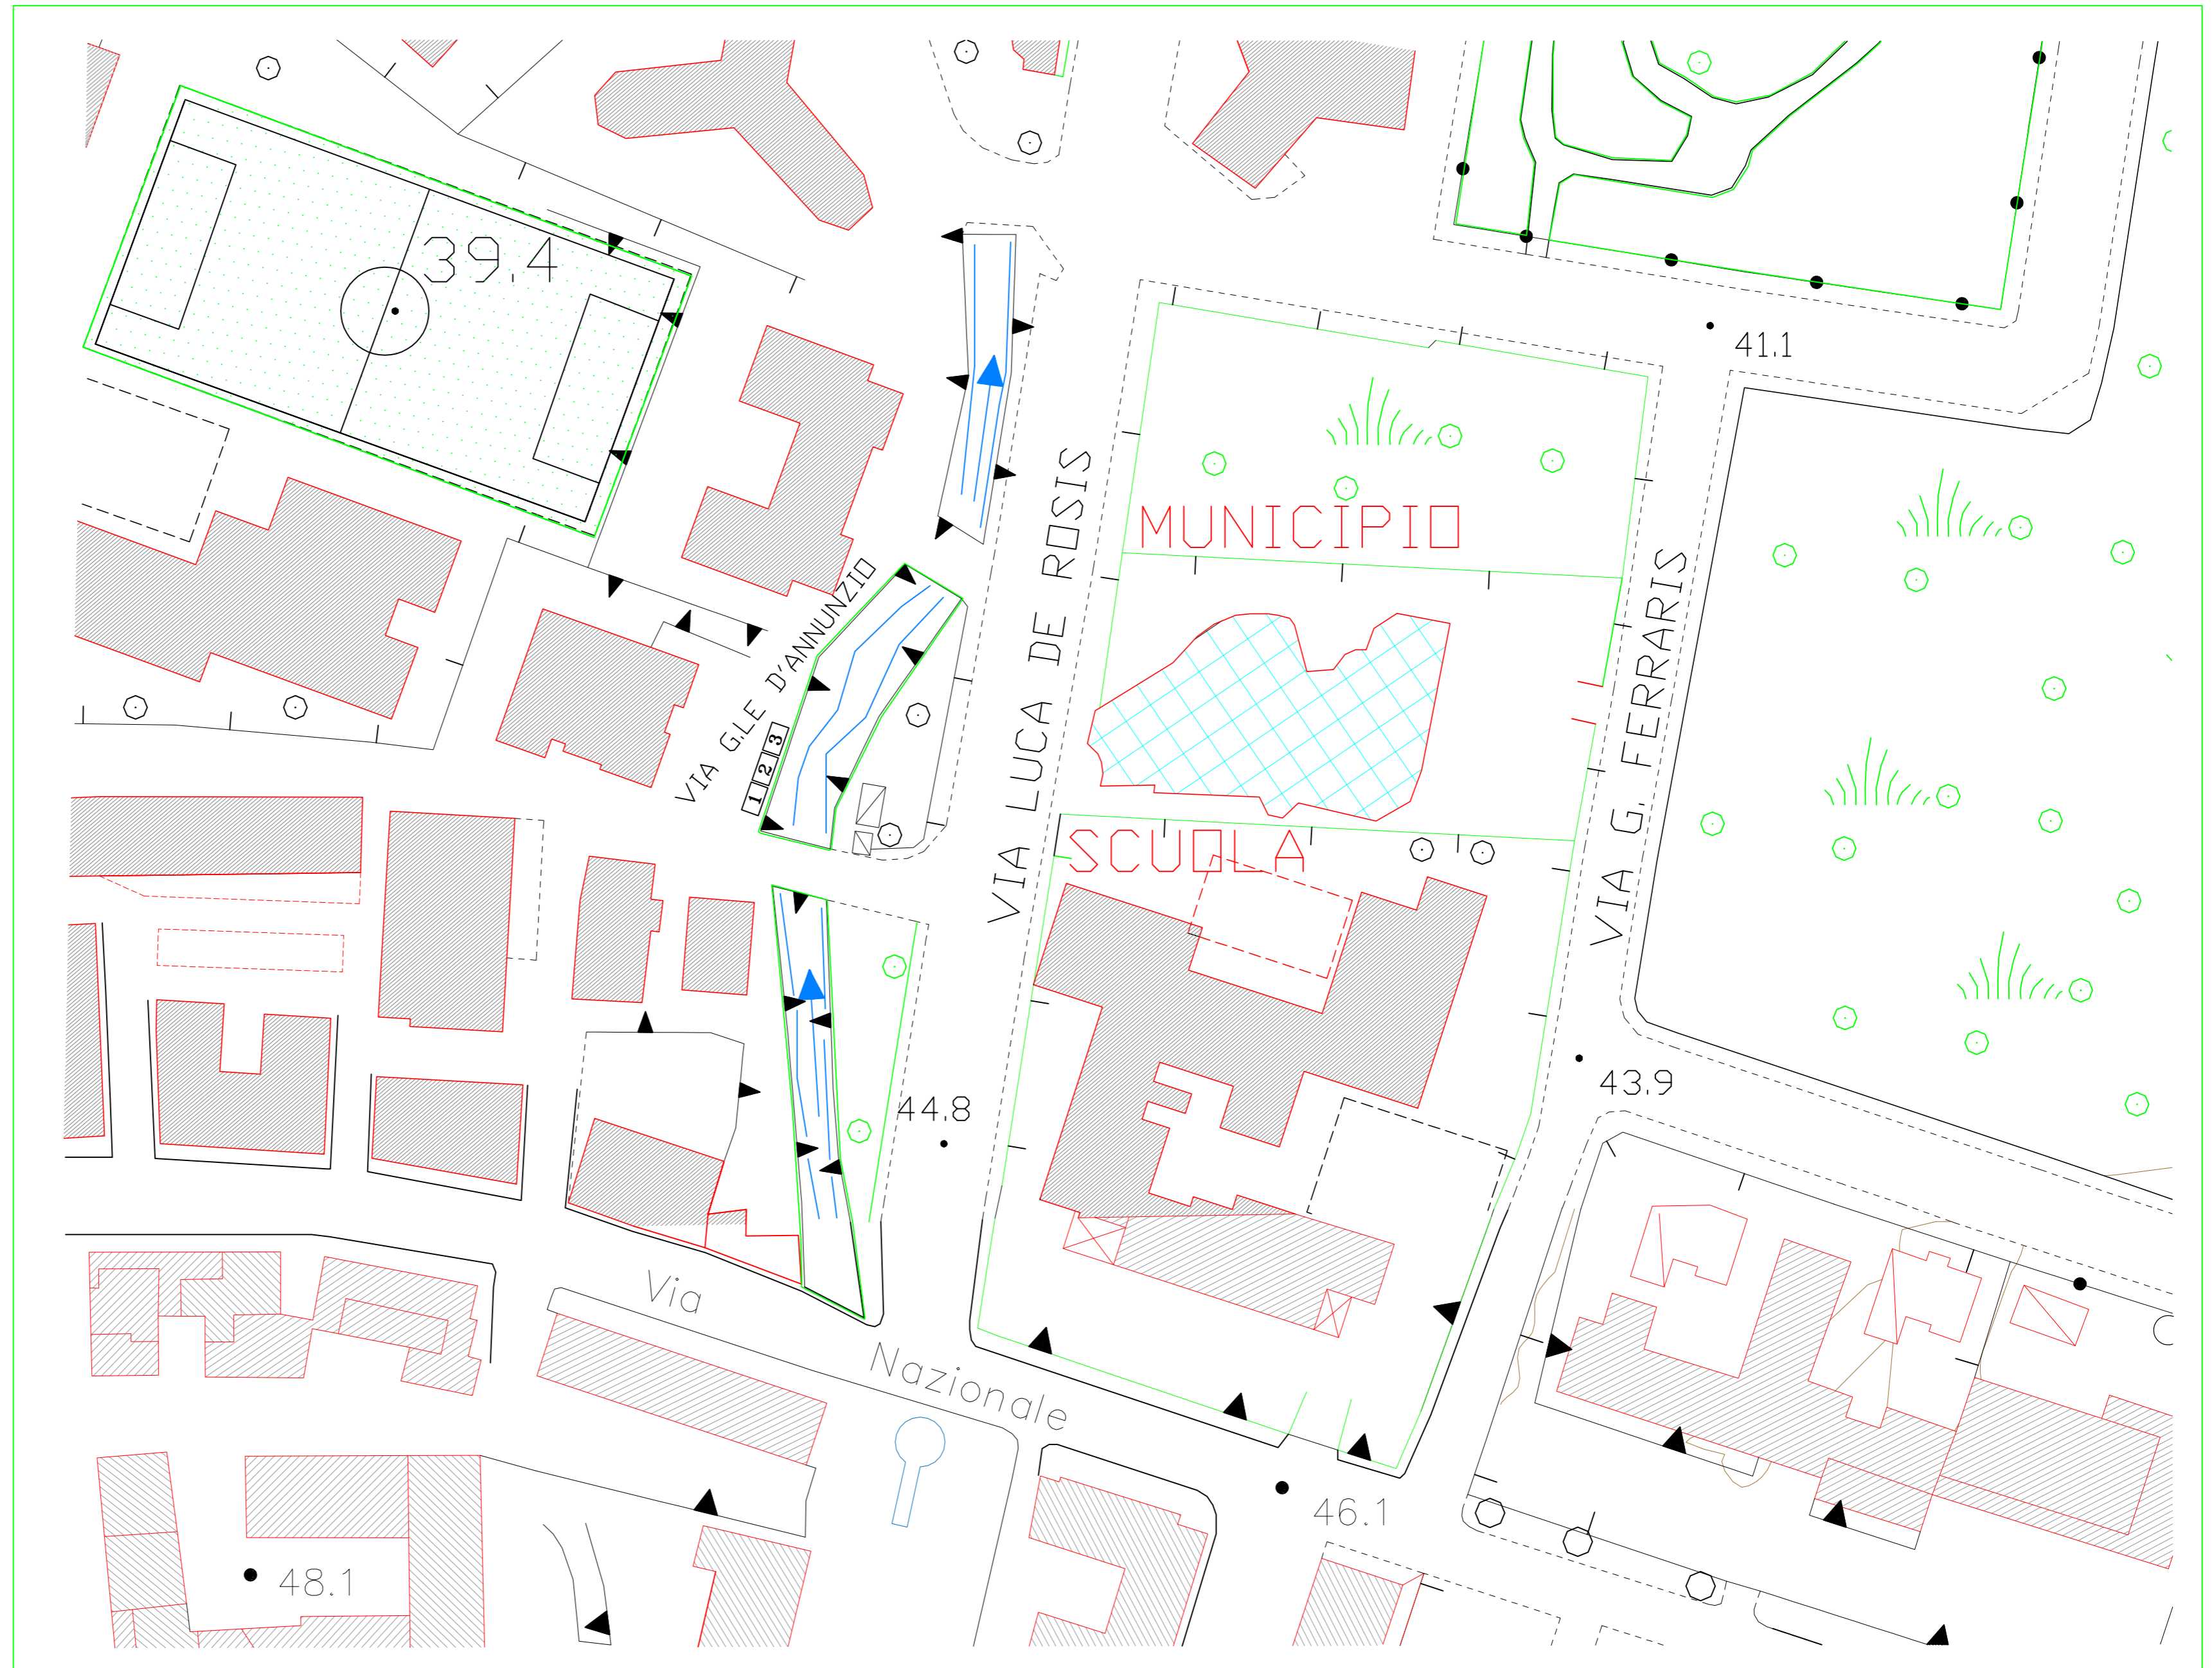 39.4
41.1
MUNICIPIO
VIA LUCA DE ROSIS
VIA G. FERRARIS
VIA G.LE D'ANNUNZIO
1 2 3
SCUOLA
43.9
44.8
Via Nazionale
46.1
48.1